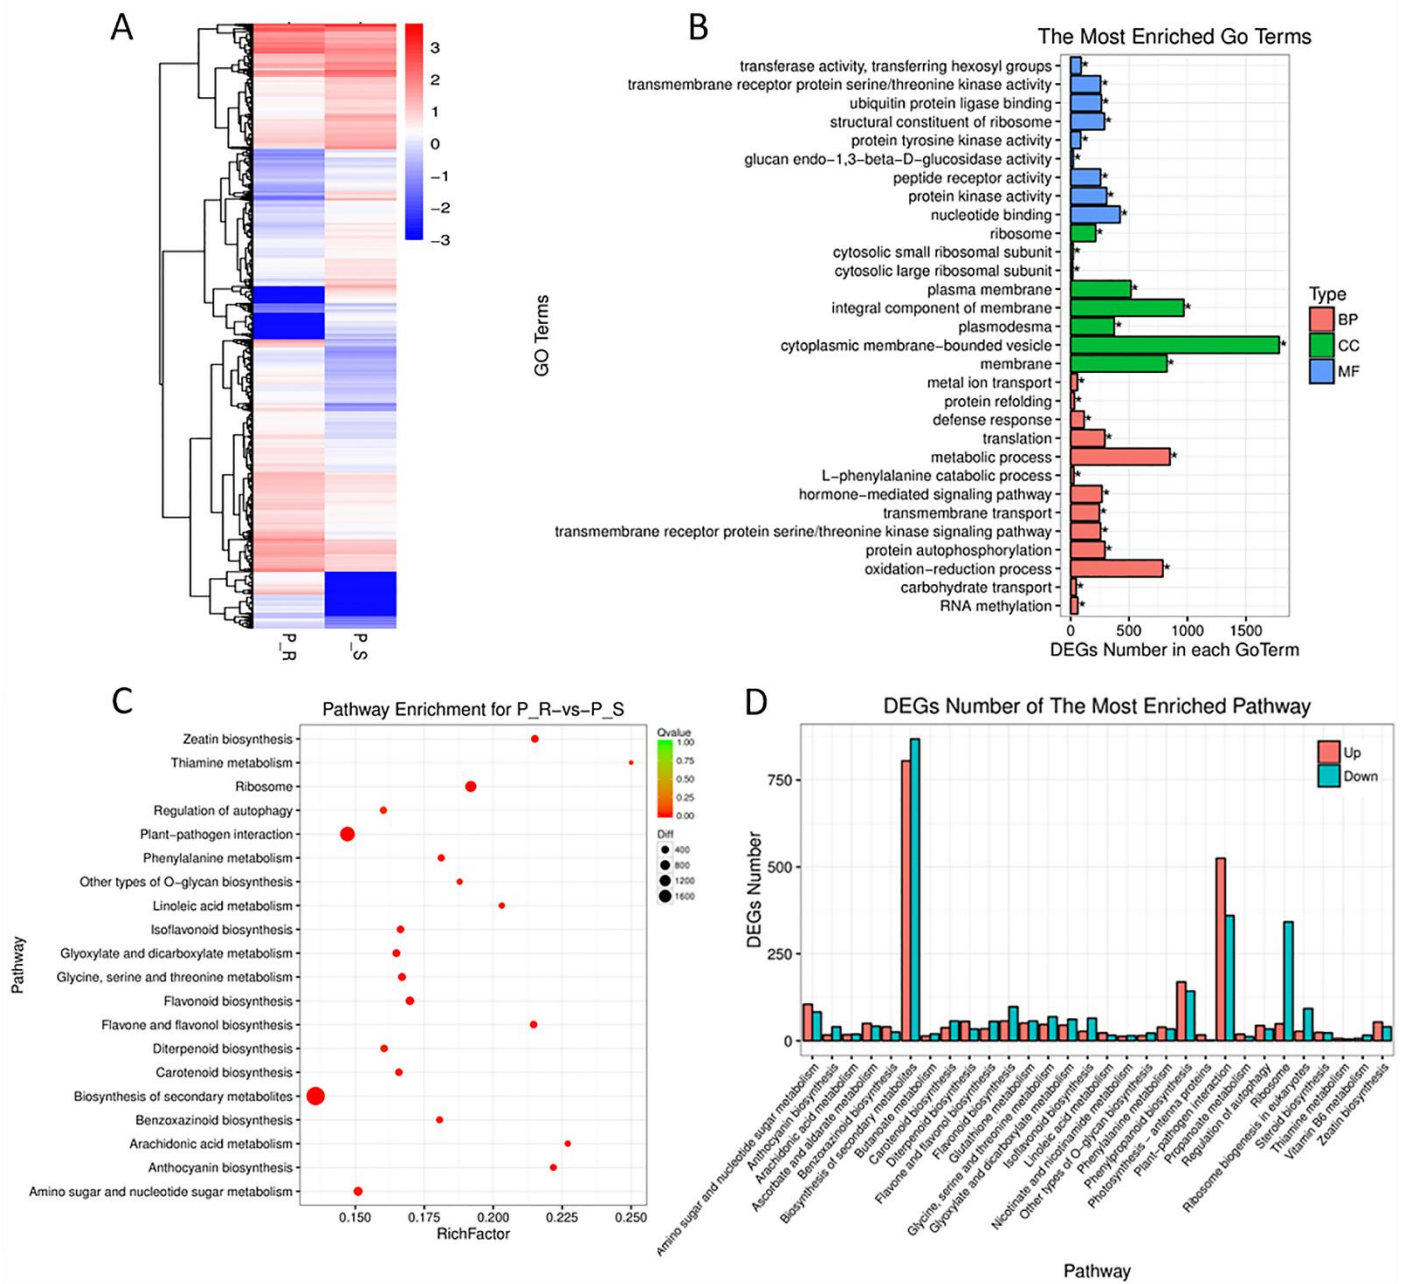 A
3
2
1
0
−1
−2
−3
P_R
P_S
B
The Most Enriched Go Terms
GO Terms
transferase activity, transferring hexosyl groups
transmembrane receptor protein serine/threonine kinase activity
ubiquitin protein ligase binding
structural constituent of ribosome
protein tyrosine kinase activity
glucan endo−1,3−beta−D−glucosidase activity
peptide receptor activity
protein kinase activity
nucleotide binding
ribosome
cytosolic small ribosomal subunit
cytosolic large ribosomal subunit
plasma membrane
integral component of membrane
plasmodesma
cytoplasmic membrane−bounded vesicle
membrane
metal ion transport
protein refolding
defense response
translation
metabolic process
L−phenylalanine catabolic process
hormone−mediated signaling pathway
transmembrane transport
transmembrane receptor protein serine/threonine kinase signaling pathway
protein autophosphorylation
oxidation−reduction process
carbohydrate transport
RNA methylation
0 500 1000 1500
DEGs Number in each GoTerm
Type
BP
CC
MF
C
Pathway Enrichment for P_R−vs−P_S
Pathway
Zeatin biosynthesis
Thiamine metabolism
Ribosome
Regulation of autophagy
Plant−pathogen interaction
Phenylalanine metabolism
Other types of O−glycan biosynthesis
Linoleic acid metabolism
Isoflavonoid biosynthesis
Glyoxylate and dicarboxylate metabolism
Glycine, serine and threonine metabolism
Flavonoid biosynthesis
Flavone and flavonol biosynthesis
Diterpenoid biosynthesis
Carotenoid biosynthesis
Biosynthesis of secondary metabolites
Benzoxazinoid biosynthesis
Arachidonic acid metabolism
Anthocyanin biosynthesis
Amino sugar and nucleotide sugar metabolism
0.150 0.175 0.200 0.225 0.250
RichFactor
Qvalue
1.00
0.75
0.50
0.25
0.00
Diff
400
800
1200
1600
D
DEGs Number of The Most Enriched Pathway
DEGs Number
750
500
250
0
Up
Down
Amino sugar and nucleotide sugar metabolism
Anthocyanin biosynthesis
Arachidonic acid metabolism
Ascorbate and aldarate metabolism
Benzoxazinoid biosynthesis
Biosynthesis of secondary metabolites
Butanoate metabolism
Carotenoid biosynthesis
Diterpenoid biosynthesis
Flavone and flavonol biosynthesis
Flavonoid biosynthesis
Glutathione metabolism
Glycine, serine and threonine metabolism
Glyoxylate and dicarboxylate metabolism
Isoflavonoid biosynthesis
Linoleic acid metabolism
Nicotinate and nicotinamide metabolism
Other types of O−glycan biosynthesis
Phenylalanine metabolism
Phenylpropanoid biosynthesis
Photosynthesis − antenna proteins
Plant−pathogen interaction
Propanoate metabolism
Regulation of autophagy
Ribosome
Ribosome biogenesis in eukaryotes
Steroid biosynthesis
Thiamine metabolism
Vitamin B6 metabolism
Zeatin biosynthesis
Pathway